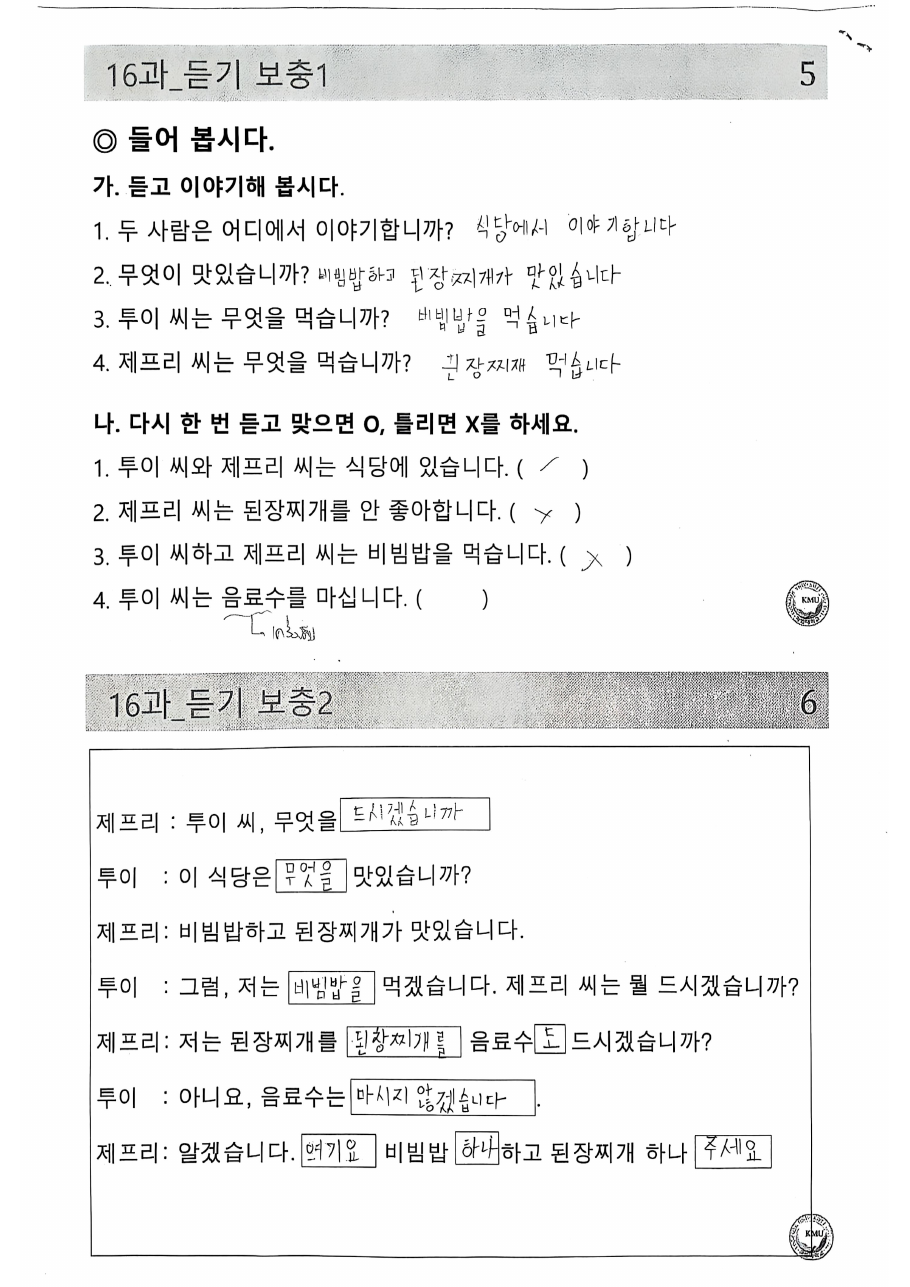 16과_듣기 보충1 5
◎ 들어 봅시다.
가. 듣고 이야기해 봅시다.
1. 두 사람은 어디에서 이야기합니까? 식당에서 이야기합니다
2. 무엇이 맛있습니까? 비빔밥하고 된장찌개가 맛있습니다
3. 투이 씨는 무엇을 먹습니까? 비빕밥을 먹습니다
4. 제프리 씨는 무엇을 먹습니까? 된장찌재 먹습니다
나. 다시 한 번 듣고 맞으면 O, 틀리면 X를 하세요.
1. 투이 씨와 제프리 씨는 식당에 있습니다. ( ✓ )
2. 제프리 씨는 된장찌개를 안 좋아합니다. ( X )
3. 투이 씨하고 제프리 씨는 비빔밥을 먹습니다. ( X )
4. 투이 씨는 음료수를 마십니다. ( )
KMU
16과_듣기 보충2 6
제프리 : 투이 씨, 무엇을 드시겠습니까
투이 : 이 식당은 무엇을 맛있습니까?
제프리: 비빔밥하고 된장찌개가 맛있습니다.
투이 : 그럼, 저는 비빔밥을 먹겠습니다. 제프리 씨는 뭘 드시겠습니까?
제프리: 저는 된장찌개를 된장찌개를 음료수 도 드시겠습니까?
투이 : 아니요, 음료수는 마시지 않겠습니다.
제프리: 알겠습니다. 여기요 비빔밥 하나하고 된장찌개 하나 주세요
KMU